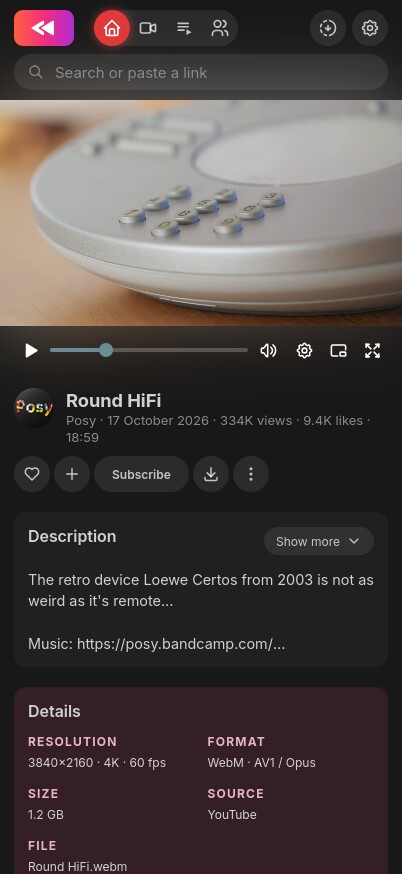 Search or paste a link
Posy
Round HiFi
Posy · 17 October 2026 · 334K views · 9.4K likes ·
18:59
Subscribe
Description
Show more
The retro device Loewe Certos from 2003 is not as
weird as it's remote...
Music: https://posy.bandcamp.com/...
Details
RESOLUTION
FORMAT
3840×2160 · 4K · 60 fps
WebM · AV1 / Opus
SIZE
SOURCE
1.2 GB
YouTube
FILE
Round HiFi.webm